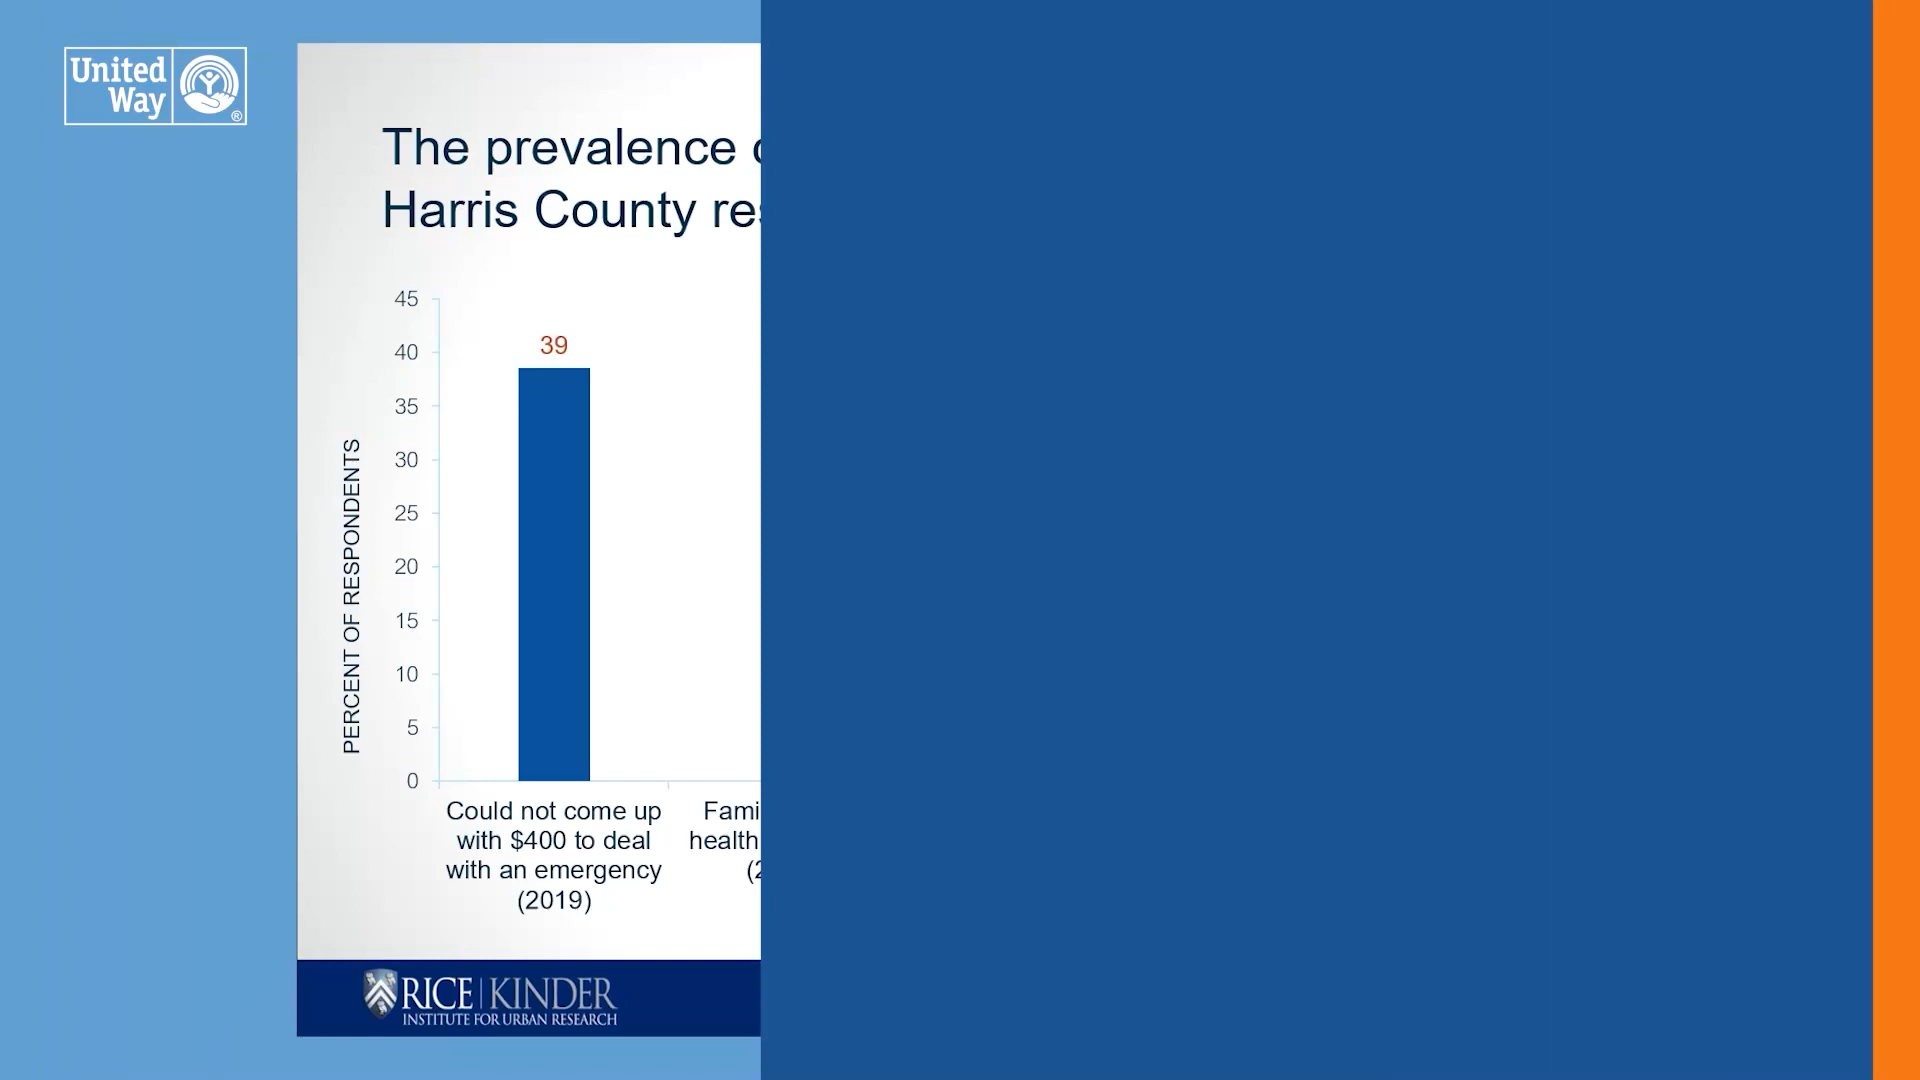 United
Way
®
The prevalence
Harris County
45
40
35
30
25
20
15
10
5
0
PERCENT OF RESPONDENTS
39
Could not come up
with $400 to deal
with an emergency
(2019)
health
RICE | KINDER
INSTITUTE FOR URBAN RESEARCH